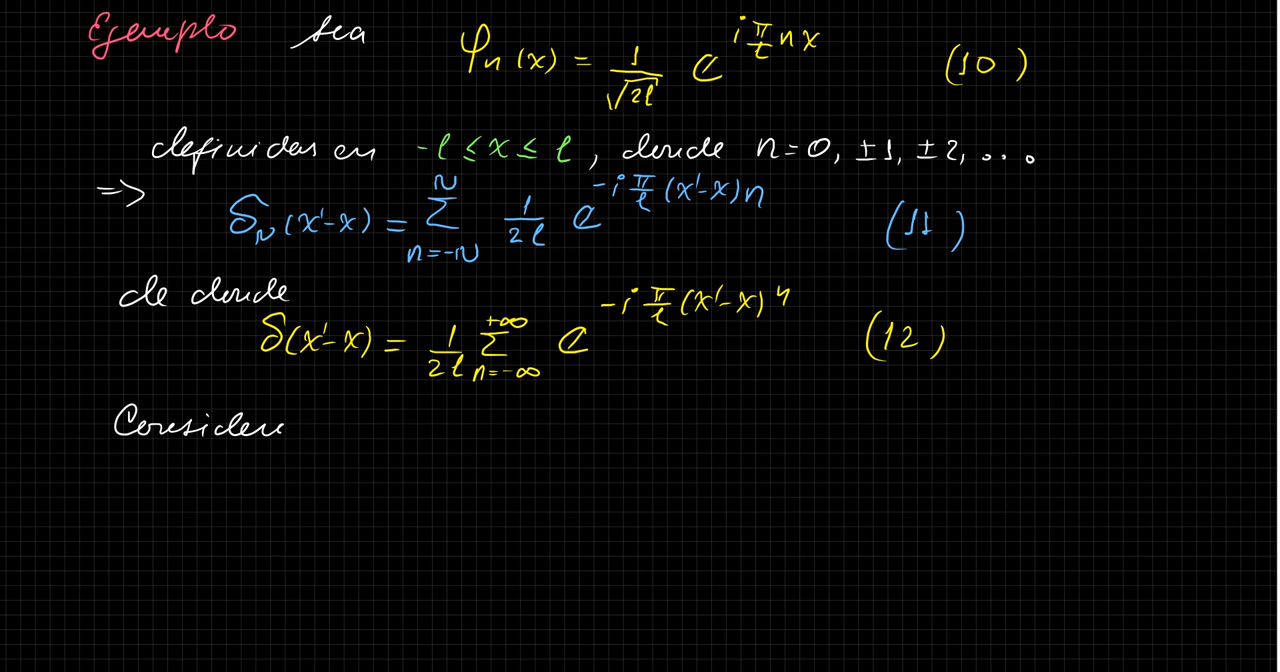 Ejemplo sea φₙ(x) = 1/√(2l) e^{i π/l n x} (10)
definidas en -l ≤ x ≤ l, donde n=0, ±1, ±2, ...
=> δ_N(x'-x) = Σ_{n=-N}^{N} 1/2l e^{-i π/l (x'-x)n} (11)
de donde
δ(x'-x) = 1/2l Σ_{n=-∞}^{+∞} e^{-i π/l (x'-x)n} (12)
Considere